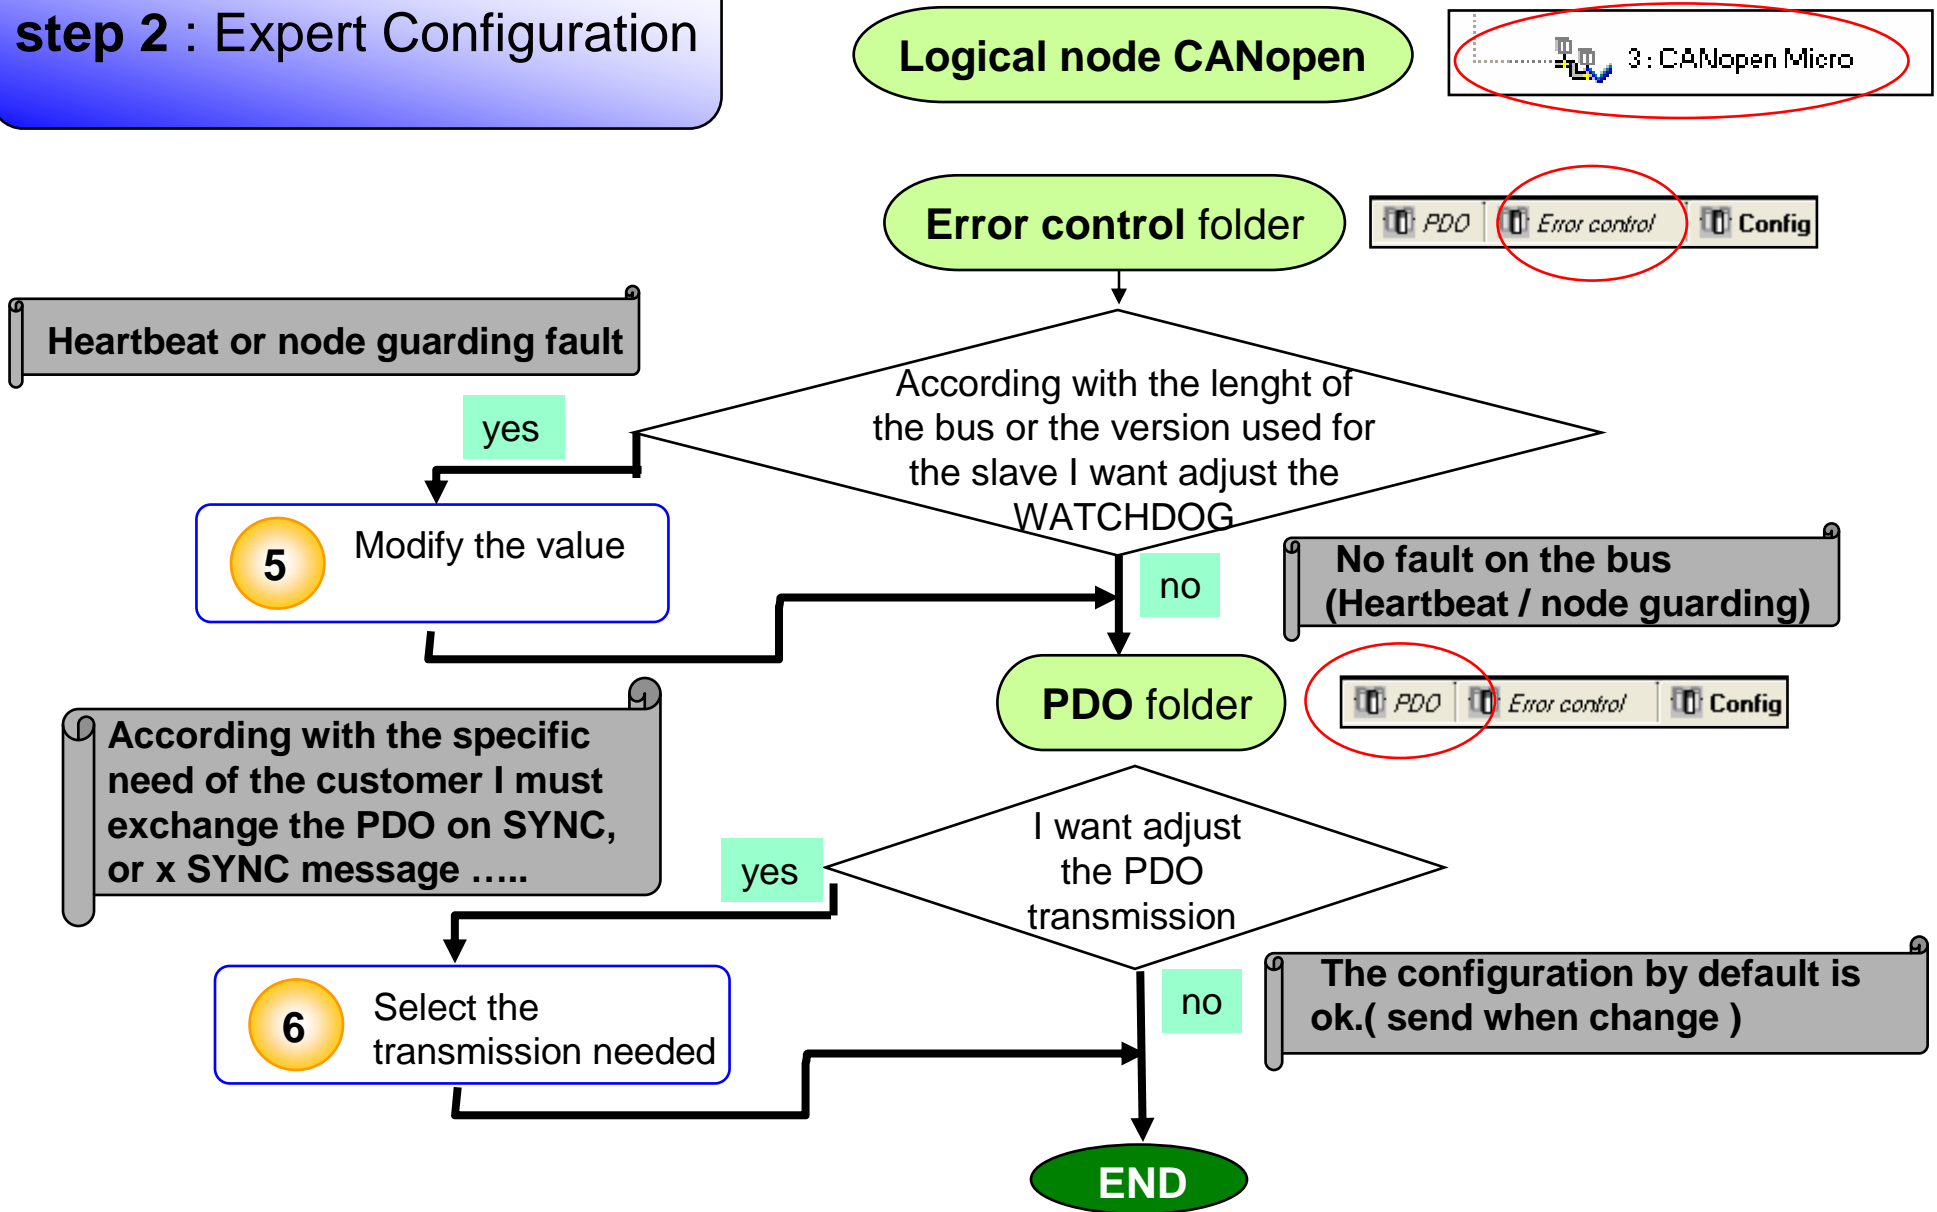 step 2 : Expert Configuration
Logical node CANopen
3 : CANopen Micro
Error control folder
PDO
Error control
Config
Heartbeat or node guarding fault
According with the lenght of
the bus or the version used for
the slave I want adjust the
WATCHDOG
yes
5
Modify the value
no
No fault on the bus
(Heartbeat / node guarding)
PDO folder
PDO
Error control
Config
According with the specific
need of the customer I must
exchange the PDO on SYNC,
or x SYNC message …..
I want adjust
the PDO
transmission
yes
6
Select the
transmission needed
no
The configuration by default is
ok.( send when change )
END